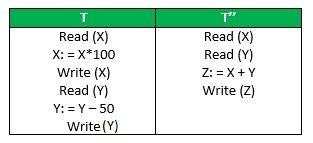 T T”
Read (X) Read (X)
X: = X*100 Read (Y)
Write (X) Z: = X + Y
Read (Y) Write (Z)
Y: = Y – 50
Write (Y)